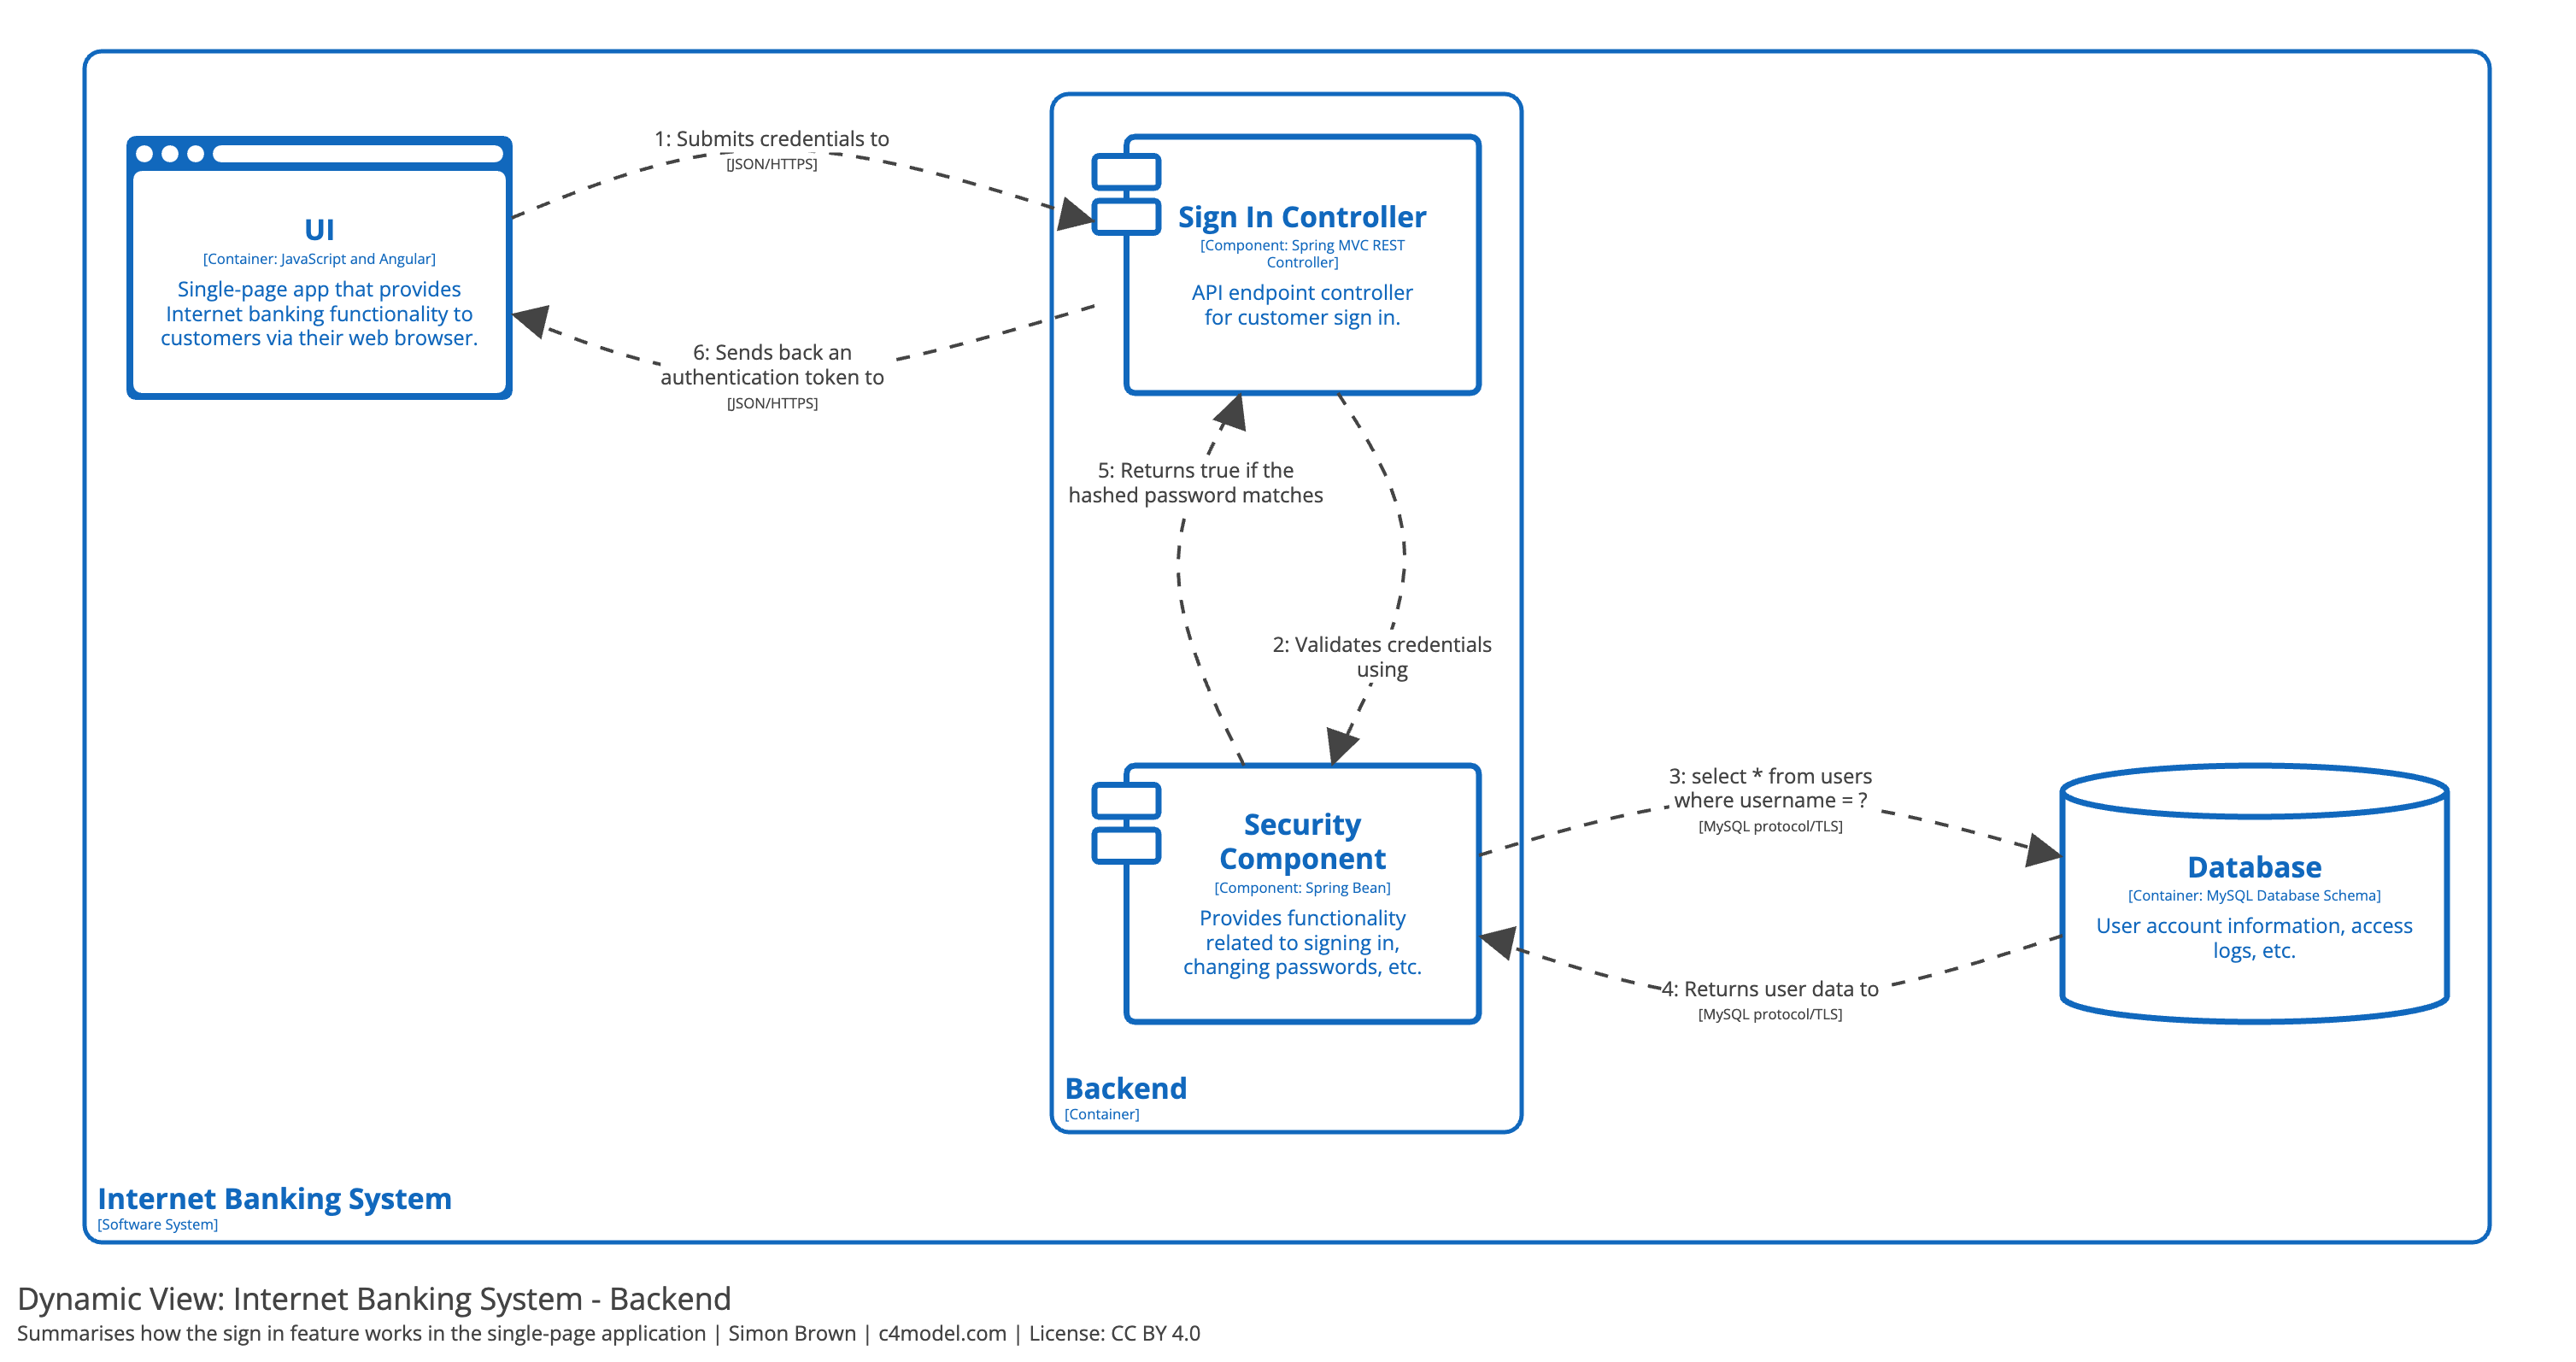 1: Submits credentials to
[JSON/HTTPS]
UI
[Container: JavaScript and Angular]
Single-page app that provides
Internet banking functionality to
customers via their web browser.
Sign In Controller
[Component: Spring MVC REST
Controller]
API endpoint controller
for customer sign in.
6: Sends back an
authentication token to
[JSON/HTTPS]
5: Returns true if the
hashed password matches
2: Validates credentials
using
Security
Component
[Component: Spring Bean]
Provides functionality
related to signing in,
changing passwords, etc.
3: select * from users
where username = ?
[MySQL protocol/TLS]
Database
[Container: MySQL Database Schema]
User account information, access
logs, etc.
4: Returns user data to
[MySQL protocol/TLS]
Backend
[Container]
Internet Banking System
[Software System]
Dynamic View: Internet Banking System - Backend
Summarises how the sign in feature works in the single-page application | Simon Brown | c4model.com | License: CC BY 4.0